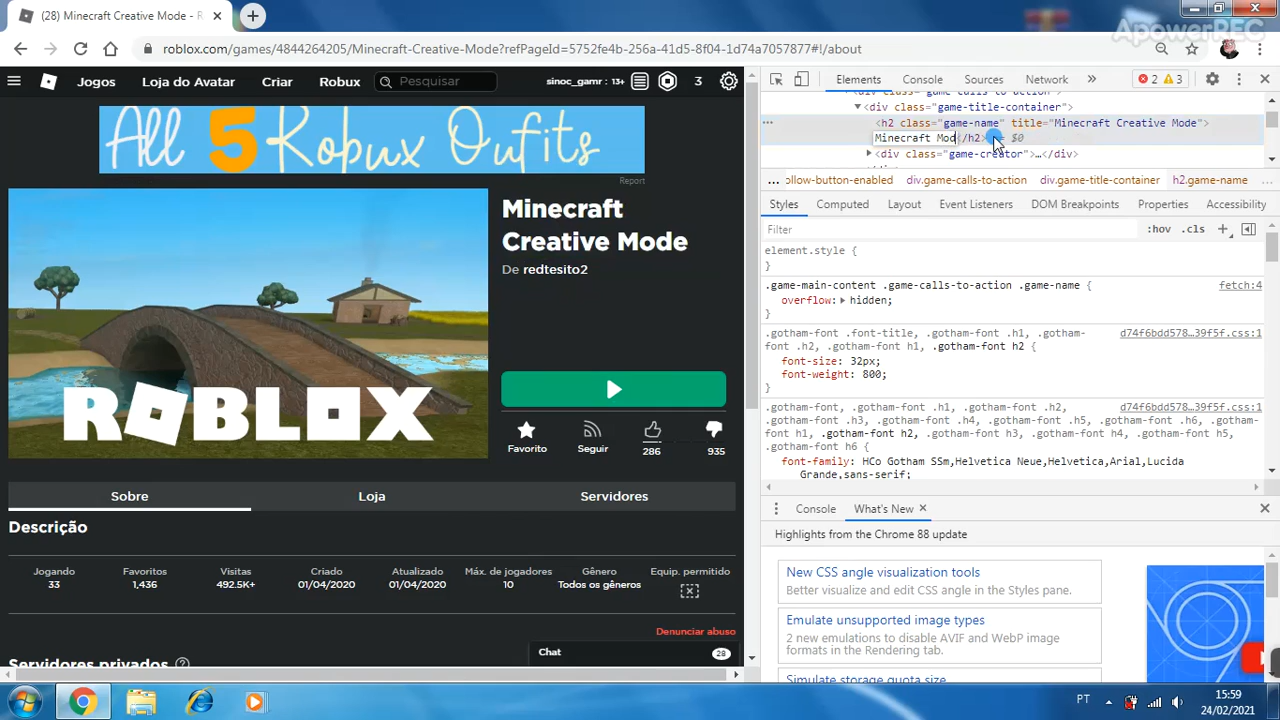 (28) Minecraft Creative Mode - R
ApowerREC
roblox.com/games/4844264205/Minecraft-Creative-Mode?refPageId=5752fe4b-256a-41d5-8f04-1d74a7057877#!/about
Jogos
Loja do Avatar
Criar
Robux
Pesquisar
sinoc_gamr : 13+
3
All 5 Robux Oufits
Report
Minecraft
Creative Mode
De redtesito2
ROBLOX
Favorito
Seguir
286
935
Sobre
Loja
Servidores
Descrição
Jogando
33
Favoritos
1,436
Visitas
492.5K+
Criado
01/04/2020
Atualizado
01/04/2020
Máx. de jogadores
10
Gênero
Todos os gêneros
Equip. permitido
Denunciar abuso
Servidores privados
Chat
28
Elements
Console
Sources
Network
»
2
3
<div class="game-calls-to-action">
<div class="game-title-container">
<h2 class="game-name" title="Minecraft Creative Mode">
Minecraft Mod</h2> == $0
<div class="game-creator">…</div>
... ollow-button-enabled
div.game-calls-to-action
div.game-title-container
h2.game-name
Styles
Computed
Layout
Event Listeners
DOM Breakpoints
Properties
Accessibility
Filter
:hov
.cls
+
element.style {
}
.game-main-content .game-calls-to-action .game-name {
fetch:4
overflow: hidden;
}
.gotham-font .font-title, .gotham-font .h1, .gotham-
d74f6bdd578…39f5f.css:1
font .h2, .gotham-font h1, .gotham-font h2 {
font-size: 32px;
font-weight: 800;
}
.gotham-font, .gotham-font .h1, .gotham-font .h2,
d74f6bdd578…39f5f.css:1
.gotham-font .h3, .gotham-font .h4, .gotham-font .h5, .gotham-font .h6, .gotham-font
h1, .gotham-font h2, .gotham-font h3, .gotham-font h4, .gotham-font h5,
.gotham-font h6 {
font-family: HCo Gotham SSm,Helvetica Neue,Helvetica,Arial,Lucida
Grande,sans-serif;
Console
What's New
Highlights from the Chrome 88 update
New CSS angle visualization tools
Better visualize and edit CSS angle in the Styles pane.
Emulate unsupported image types
2 new emulations to disable AVIF and WebP image
formats in the Rendering tab.
Simulate storage quota size
PT
15:59
24/02/2021